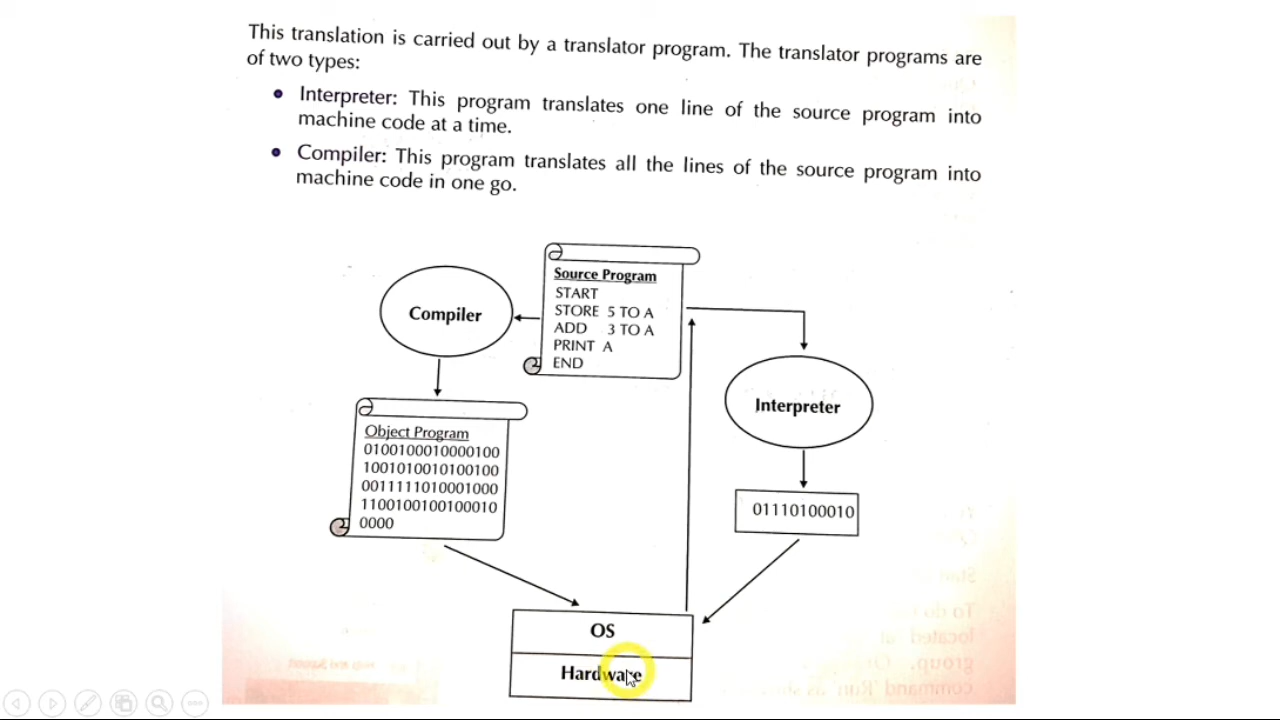 This translation is carried out by a translator program. The translator programs are
of two types:
• Interpreter: This program translates one line of the source program into
machine code at a time.
• Compiler: This program translates all the lines of the source program into
machine code in one go.
Source Program
START
STORE 5 TO A
ADD 3 TO A
PRINT A
END
Compiler
Interpreter
Object Program
0100100010000100
1001010010100100
0011111010001000
1100100100100010
0000
01110100010
OS
Hardware